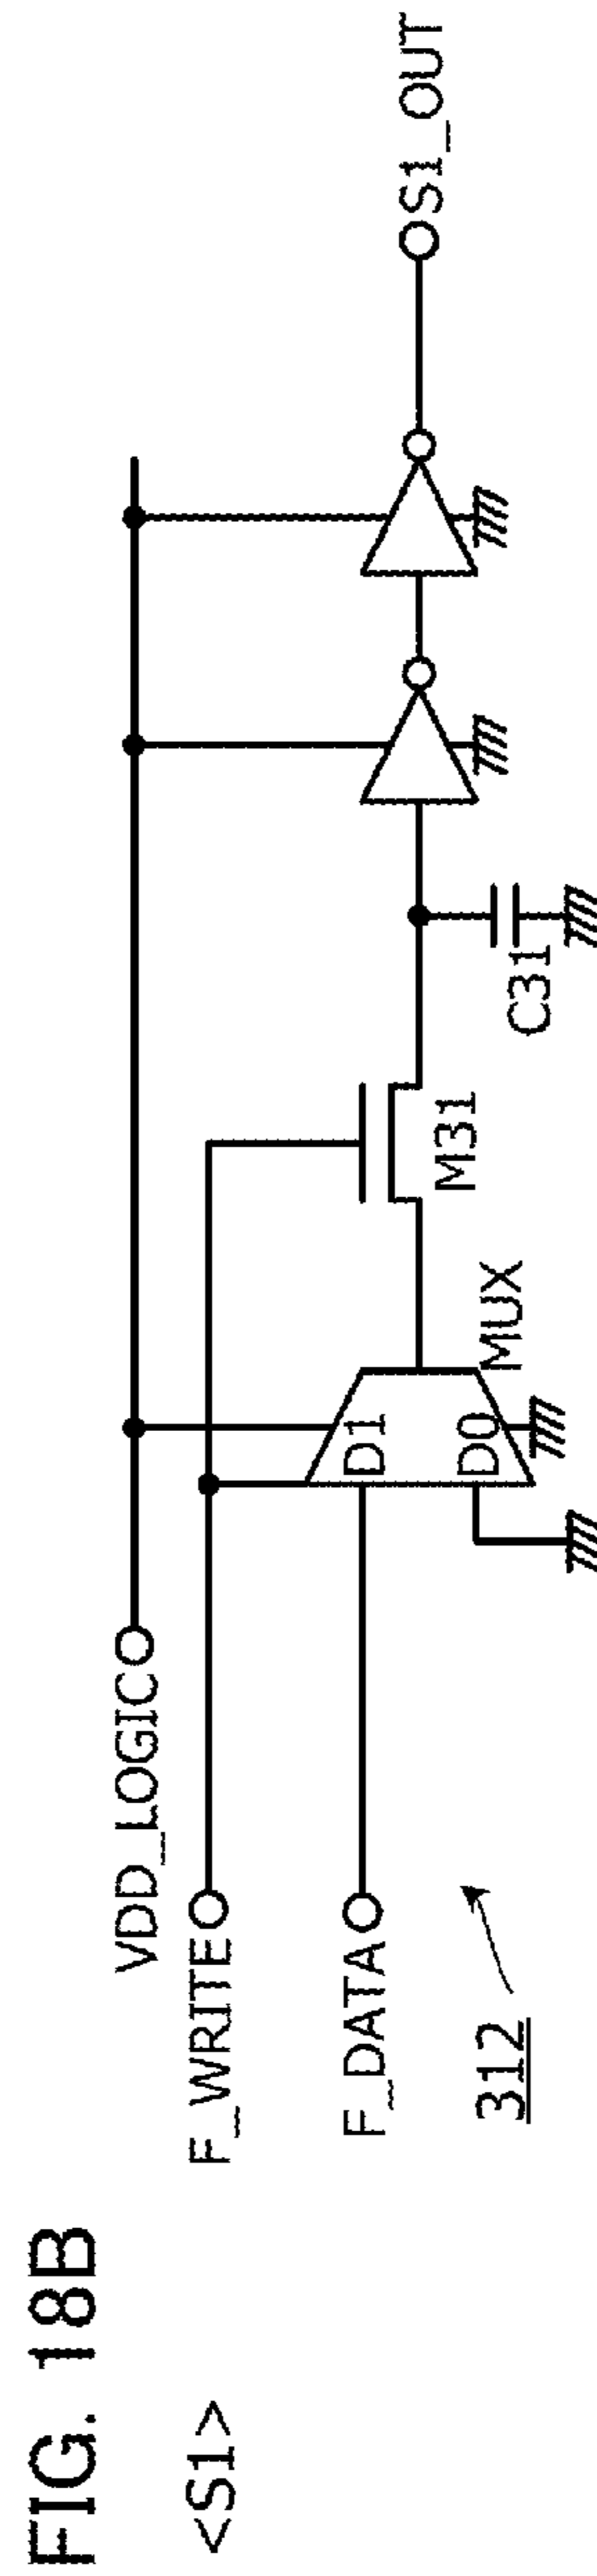 FIG. 18B
<S1>
VDD_LOGIC
F_WRITE
F_DATA
D1
D0
MUX
M31
C31
S1_OUT
312